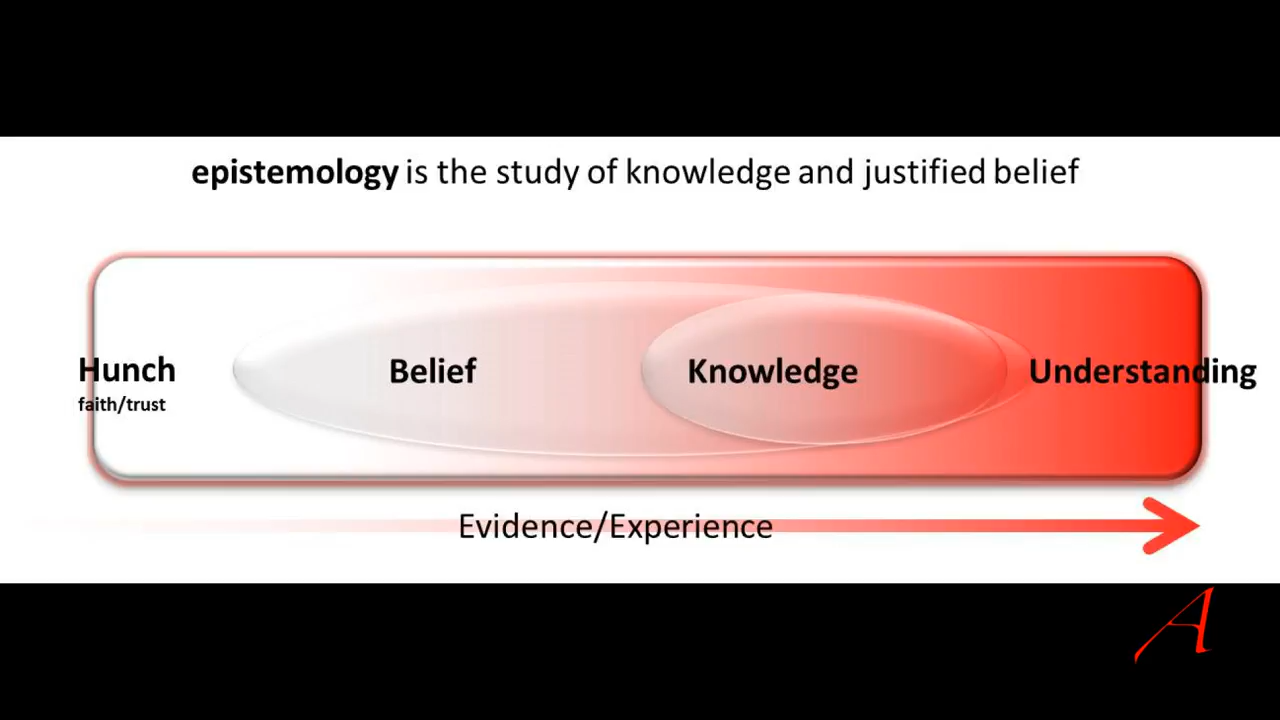 epistemology is the study of knowledge and justified belief
Hunch
faith/trust
Belief
Knowledge
Understanding
Evidence/Experience
A